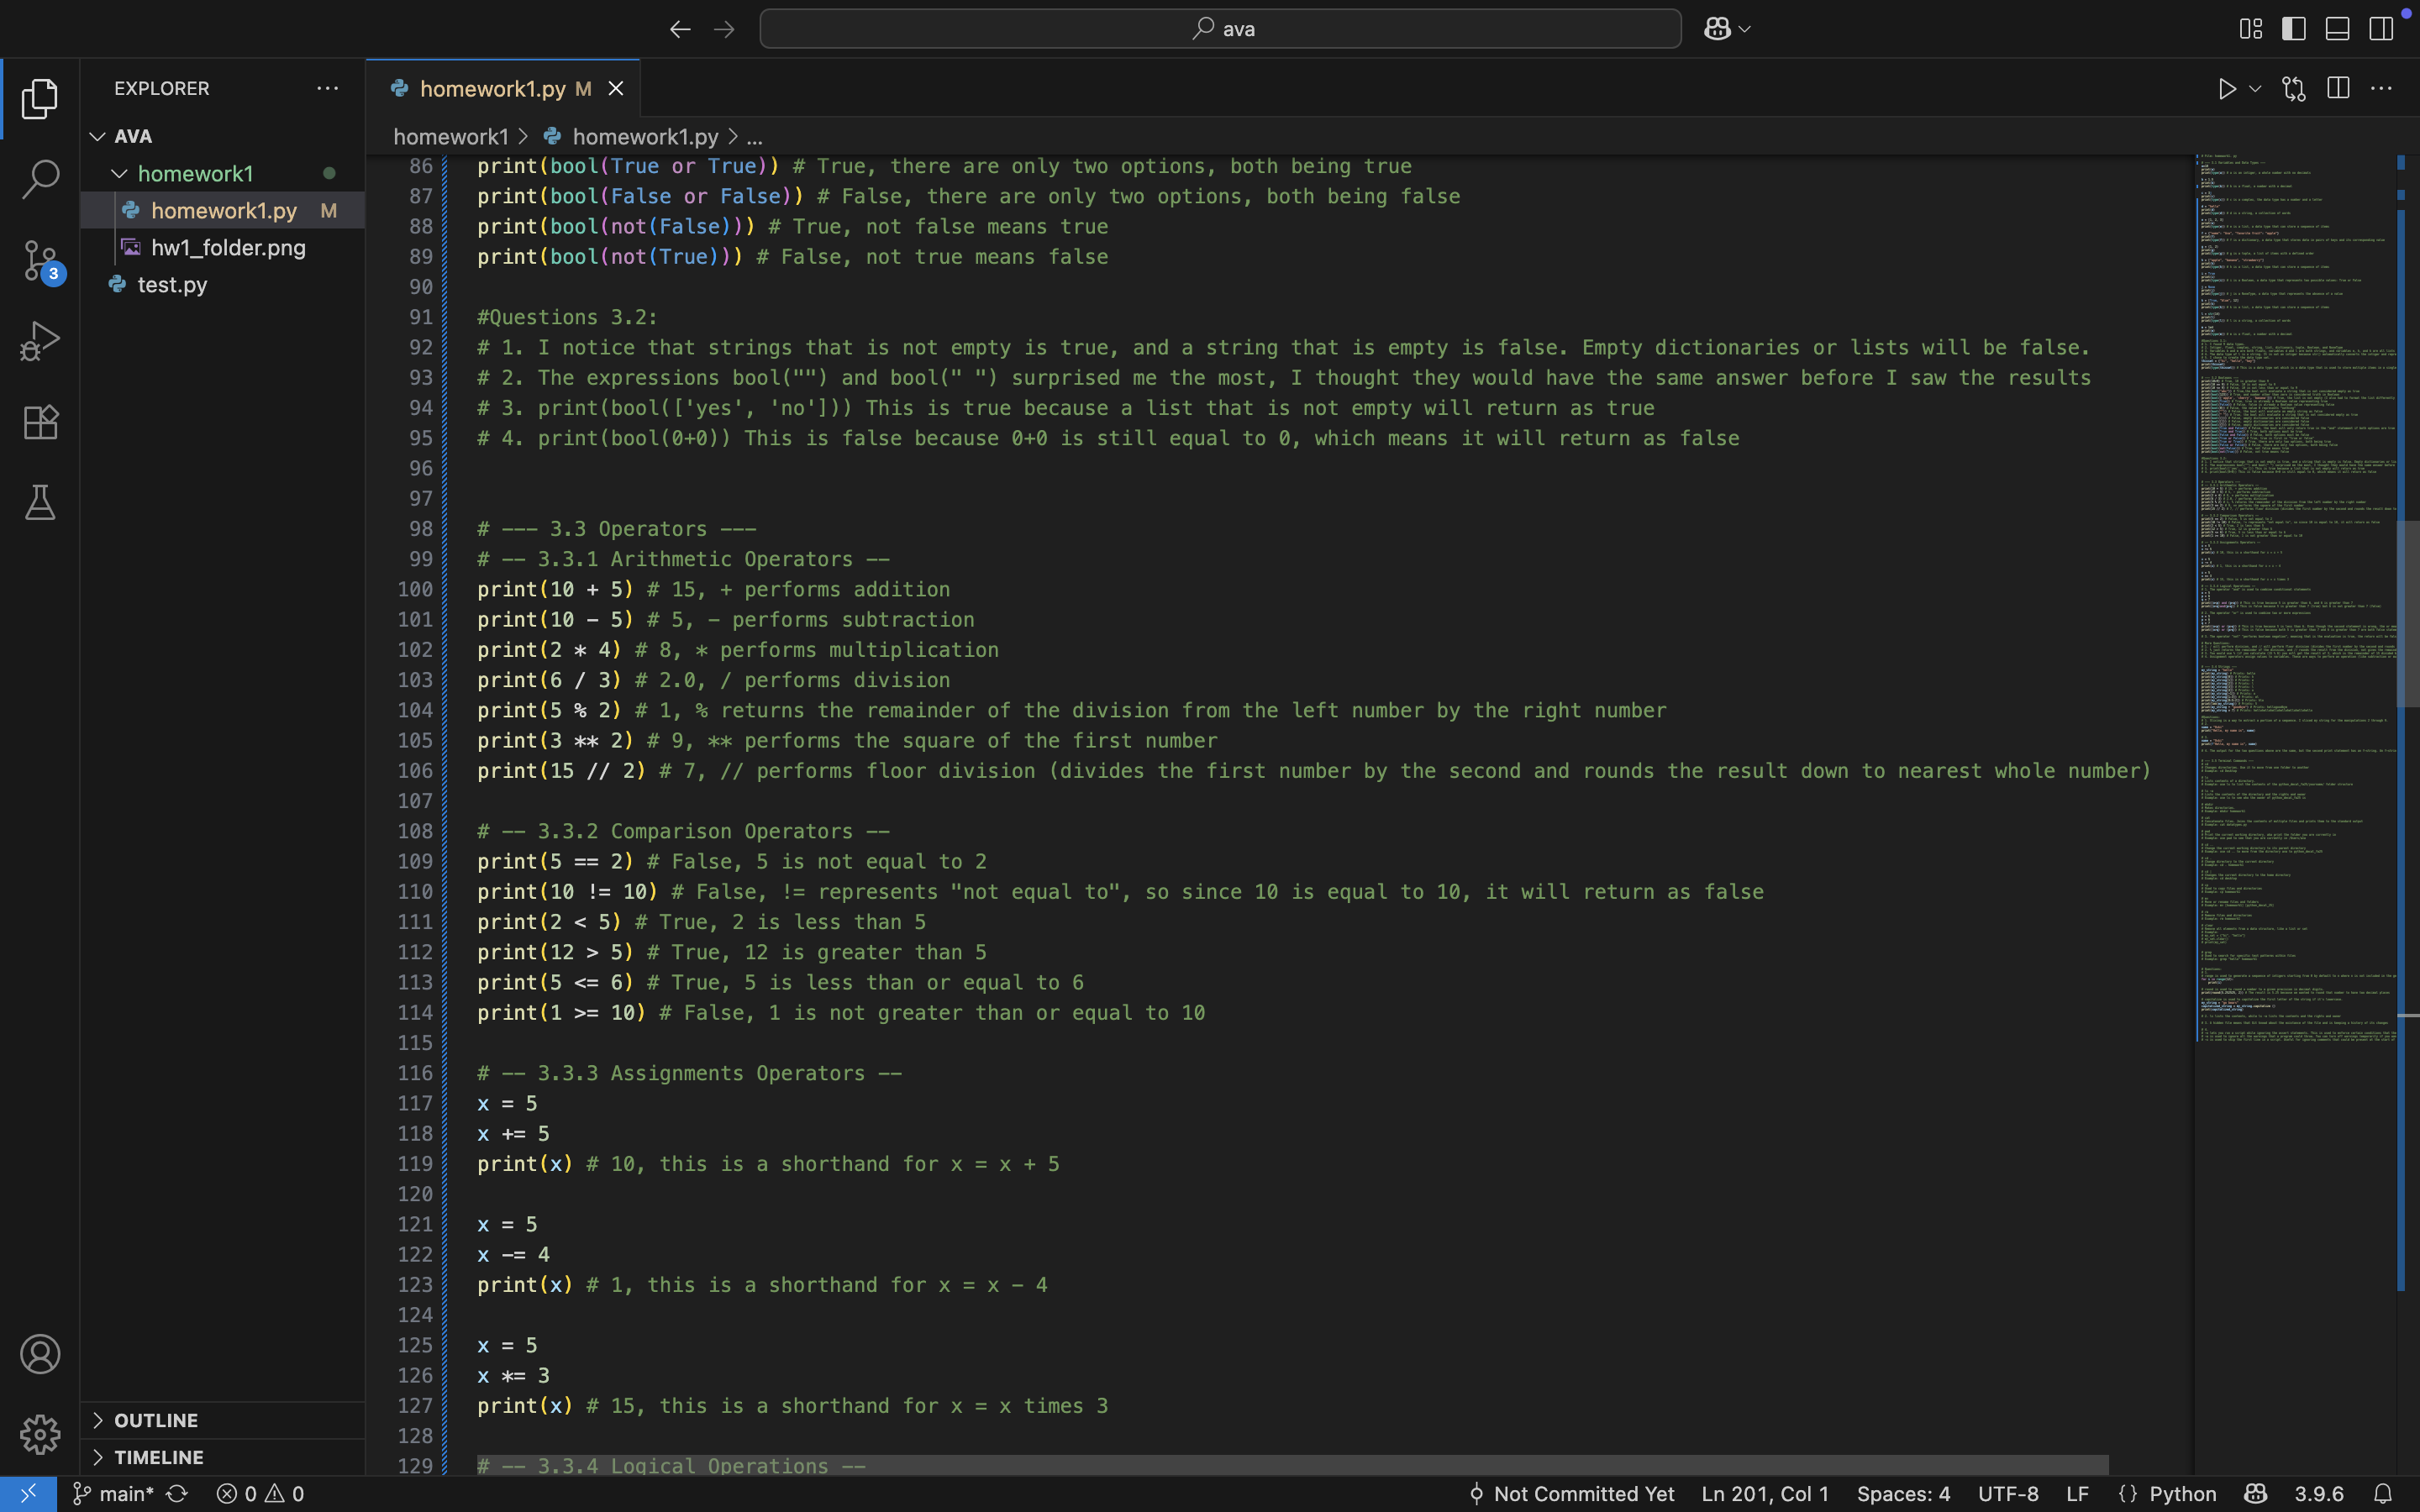 ava
EXPLORER
homework1.py M
AVA
homework1
homework1.py M
hw1_folder.png
test.py
3
OUTLINE
TIMELINE
homework1 > homework1.py > ...
86 print(bool(True or True)) # True, there are only two options, both being true
87 print(bool(False or False)) # False, there are only two options, both being false
88 print(bool(not(False))) # True, not false means true
89 print(bool(not(True))) # False, not true means false
90
91 #Questions 3.2:
92 # 1. I notice that strings that is not empty is true, and a string that is empty is false. Empty dictionaries or lists will be false.
93 # 2. The expressions bool("") and bool(" ") surprised me the most, I thought they would have the same answer before I saw the results
94 # 3. print(bool(['yes', 'no'])) This is true because a list that is not empty will return as true
95 # 4. print(bool(0+0)) This is false because 0+0 is still equal to 0, which means it will return as false
96
97
98 # --- 3.3 Operators ---
99 # -- 3.3.1 Arithmetic Operators --
100 print(10 + 5) # 15, + performs addition
101 print(10 - 5) # 5, - performs subtraction
102 print(2 * 4) # 8, * performs multiplication
103 print(6 / 3) # 2.0, / performs division
104 print(5 % 2) # 1, % returns the remainder of the division from the left number by the right number
105 print(3 ** 2) # 9, ** performs the square of the first number
106 print(15 // 2) # 7, // performs floor division (divides the first number by the second and rounds the result down to nearest whole number)
107
108 # -- 3.3.2 Comparison Operators --
109 print(5 == 2) # False, 5 is not equal to 2
110 print(10 != 10) # False, != represents "not equal to", so since 10 is equal to 10, it will return as false
111 print(2 < 5) # True, 2 is less than 5
112 print(12 > 5) # True, 12 is greater than 5
113 print(5 <= 6) # True, 5 is less than or equal to 6
114 print(1 >= 10) # False, 1 is not greater than or equal to 10
115
116 # -- 3.3.3 Assignments Operators --
117 x = 5
118 x += 5
119 print(x) # 10, this is a shorthand for x = x + 5
120
121 x = 5
122 x -= 4
123 print(x) # 1, this is a shorthand for x = x - 4
124
125 x = 5
126 x *= 3
127 print(x) # 15, this is a shorthand for x = x times 3
128
129 # -- 3.3.4 Logical Operations --
main* 0 0 Not Committed Yet Ln 201, Col 1 Spaces: 4 UTF-8 LF {} Python 3.9.6